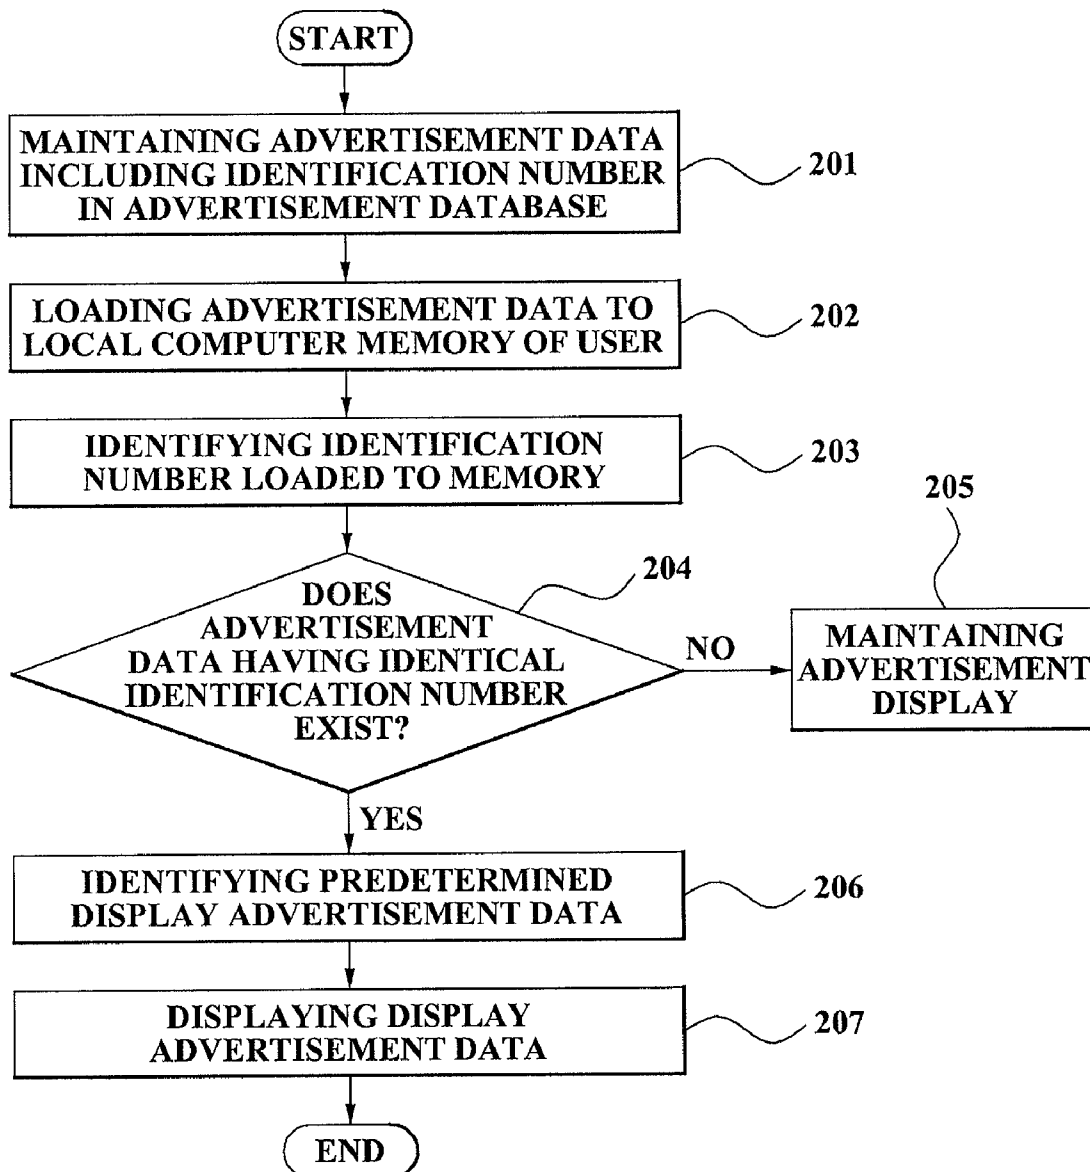 START
MAINTAINING ADVERTISEMENT DATA
INCLUDING IDENTIFICATION NUMBER
IN ADVERTISEMENT DATABASE
201
LOADING ADVERTISEMENT DATA TO
LOCAL COMPUTER MEMORY OF USER
202
IDENTIFYING IDENTIFICATION
NUMBER LOADED TO MEMORY
203
DOES
ADVERTISEMENT
DATA HAVING IDENTICAL
IDENTIFICATION NUMBER
EXIST?
204
NO
205
MAINTAINING
ADVERTISEMENT
DISPLAY
YES
IDENTIFYING PREDETERMINED
DISPLAY ADVERTISEMENT DATA
206
DISPLAYING DISPLAY
ADVERTISEMENT DATA
207
END